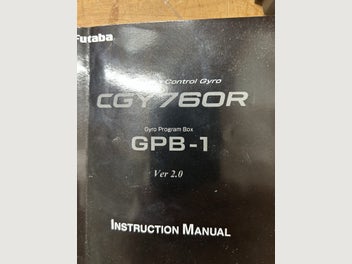 Futaba
Control Gyro
CGY760R
Gyro Program Box
GPB-1
Ver 2.0
INSTRUCTION MANUAL